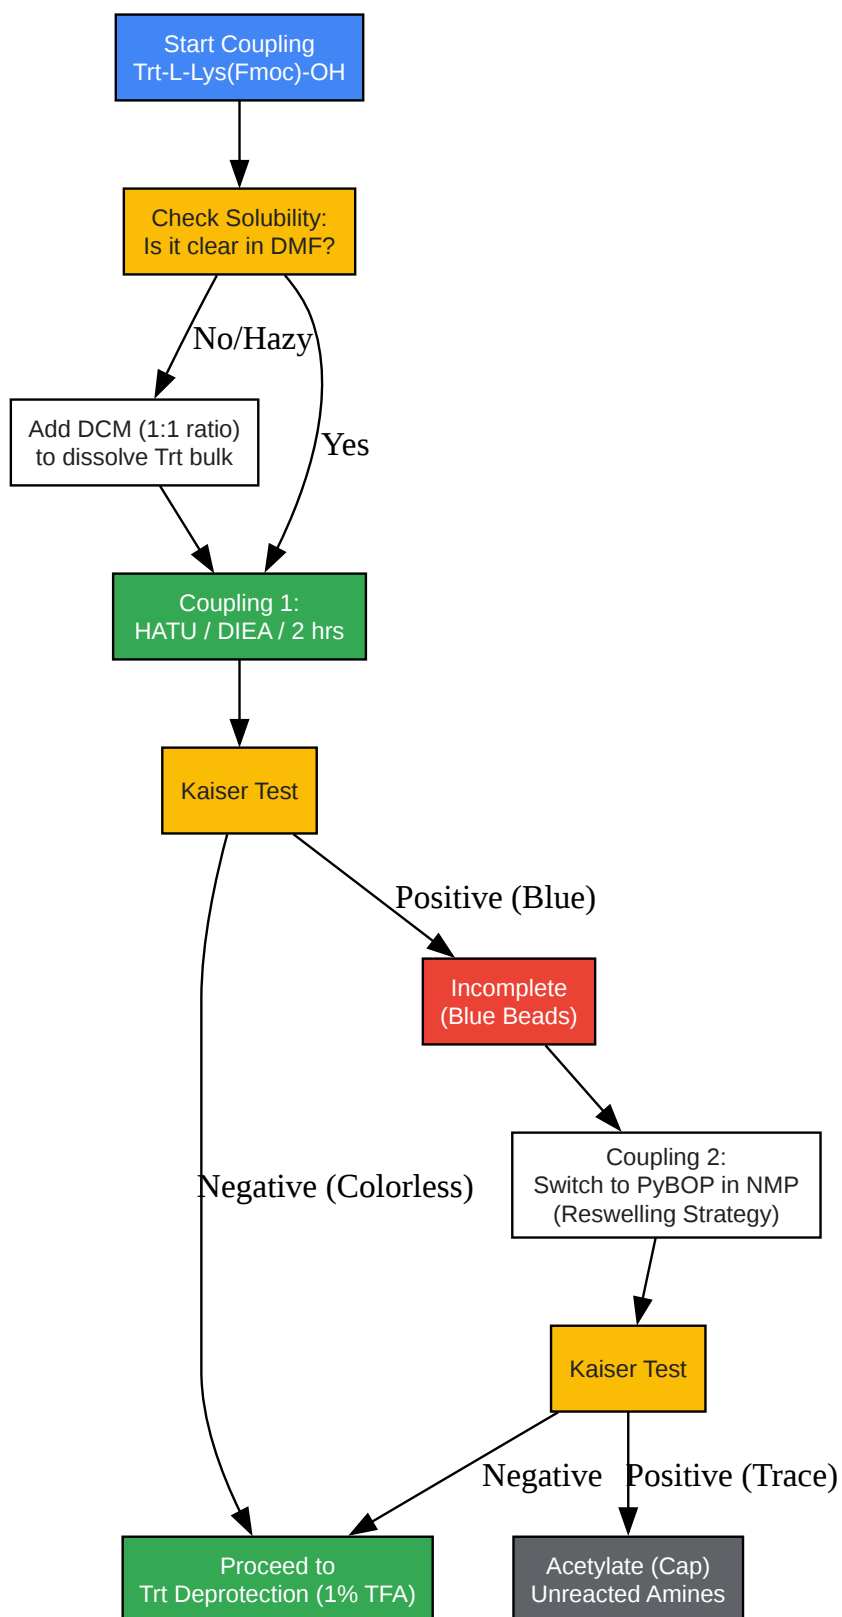 Start Coupling
Trt-L-Lys(Fmoc)-OH
Check Solubility:
Is it clear in DMF?
No/Hazy
Add DCM (1:1 ratio)
to dissolve Trt bulk
Yes
Coupling 1:
HATU / DIEA / 2 hrs
Kaiser Test
Positive (Blue)
Incomplete
(Blue Beads)
Negative (Colorless)
Coupling 2:
Switch to PyBOP in NMP
(Reswelling Strategy)
Kaiser Test
Negative
Positive (Trace)
Proceed to
Trt Deprotection (1% TFA)
Acetylate (Cap)
Unreacted Amines